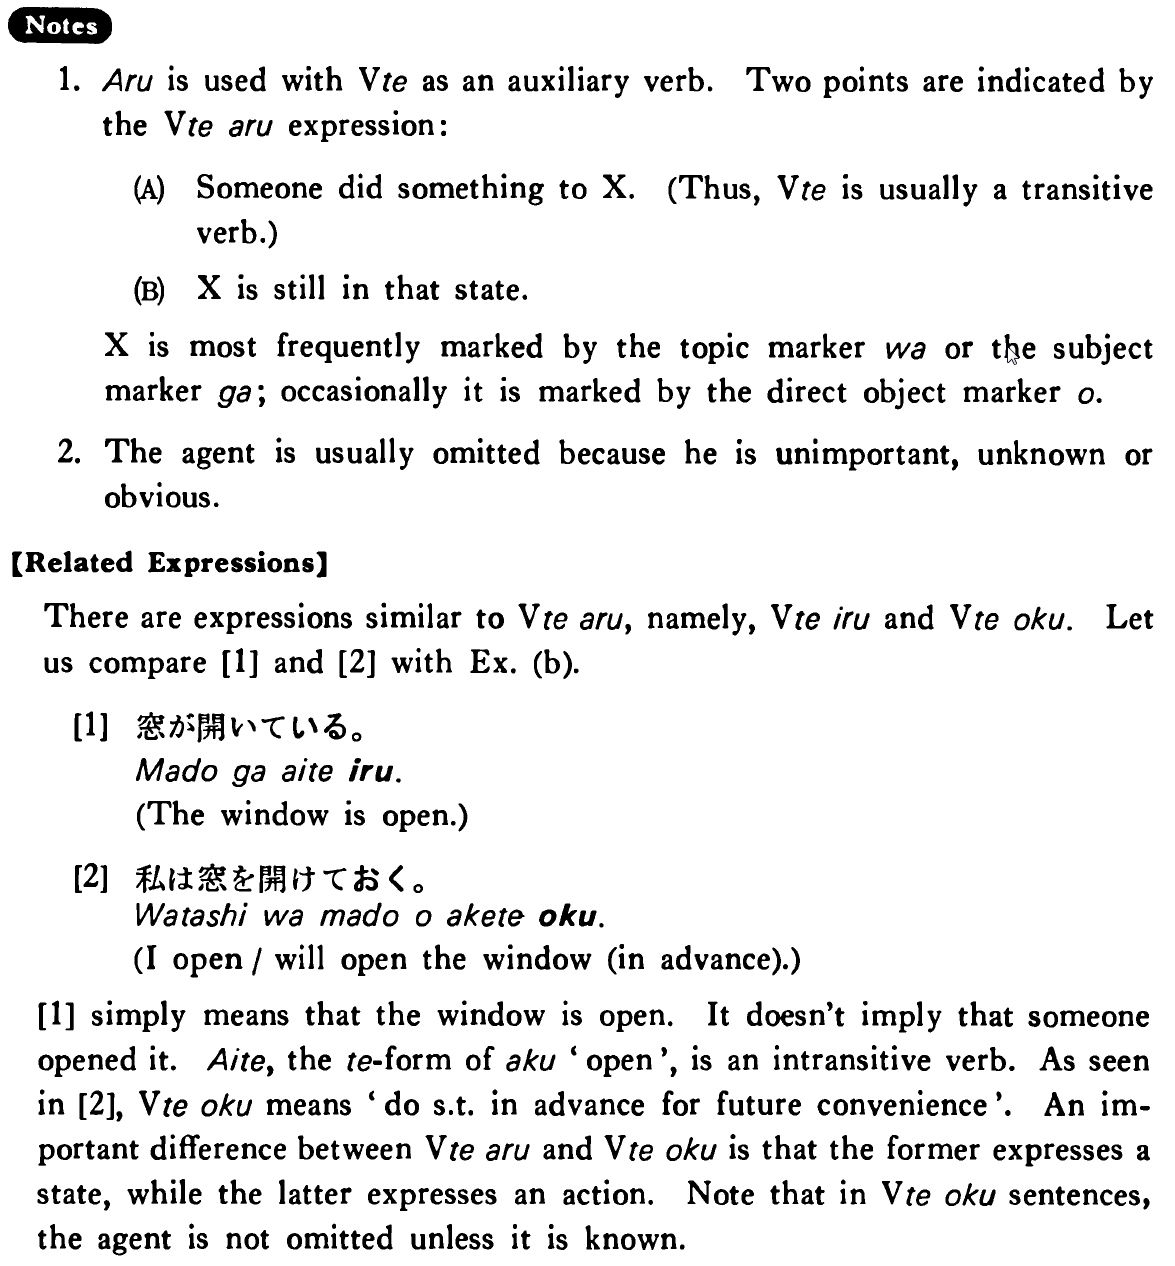 Notes
1. Aru is used with Vte as an auxiliary verb. Two points are indicated by
the Vte aru expression:
(A) Someone did something to X. (Thus, Vte is usually a transitive
verb.)
(B) X is still in that state.
X is most frequently marked by the topic marker wa or the subject
marker ga; occasionally it is marked by the direct object marker o.
2. The agent is usually omitted because he is unimportant, unknown or
obvious.
【Related Expressions】
There are expressions similar to Vte aru, namely, Vte iru and Vte oku. Let
us compare [1] and [2] with Ex. (b).
[1] 窓が開いている。
Mado ga aite iru.
(The window is open.)
[2] 私は窓を開けておく。
Watashi wa mado o akete oku.
(I open / will open the window (in advance).)
[1] simply means that the window is open. It doesn't imply that someone
opened it. Aite, the te-form of aku ‘open’, is an intransitive verb. As seen
in [2], Vte oku means ‘do s.t. in advance for future convenience’. An im-
portant difference between Vte aru and Vte oku is that the former expresses a
state, while the latter expresses an action. Note that in Vte oku sentences,
the agent is not omitted unless it is known.